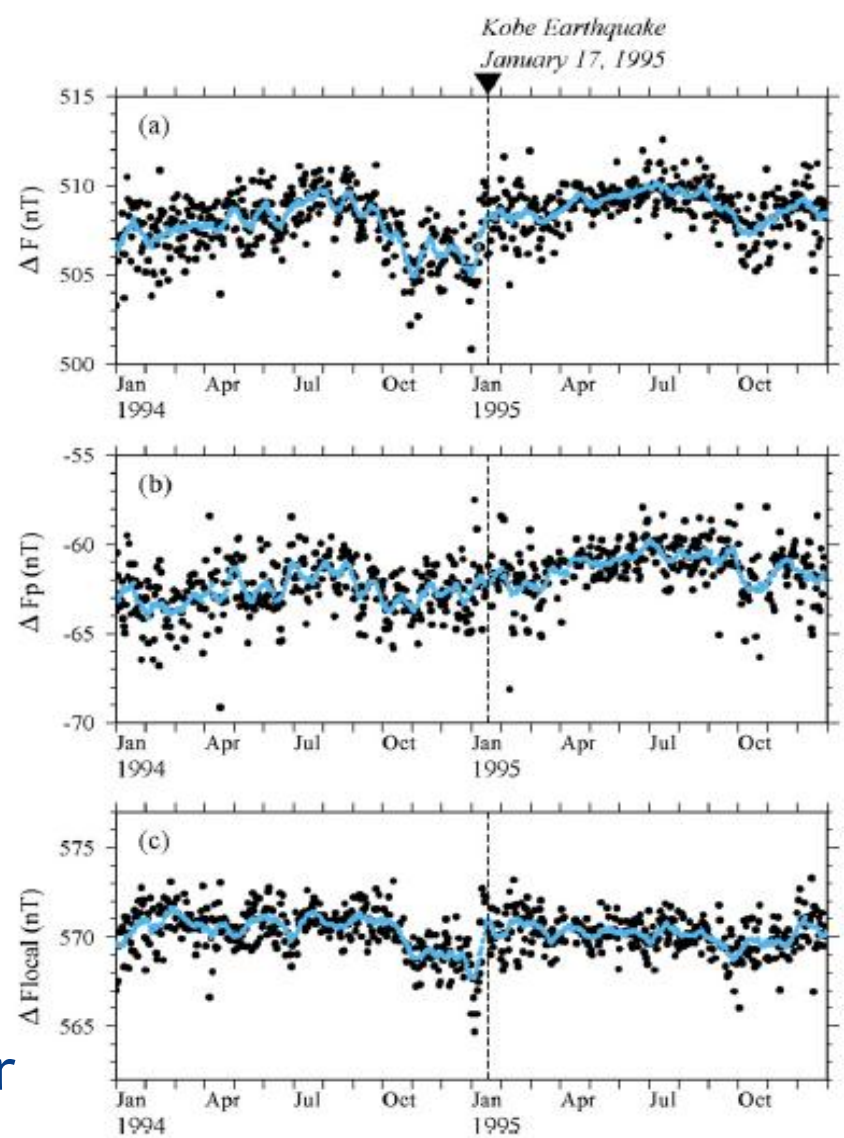 Kobe Earthquake
January 17, 1995
515
(a)
510
Δ F (nT)
505
500
Jan Apr Jul Oct Jan Apr Jul Oct
1994 1995
-55
(b)
-60
Δ Fp (nT)
-65
-70
Jan Apr Jul Oct Jan Apr Jul Oct
1994 1995
(c)
575
570
Δ Flocal (nT)
565
r
Jan Apr Jul Oct Jan Apr Jul Oct
1994 1995